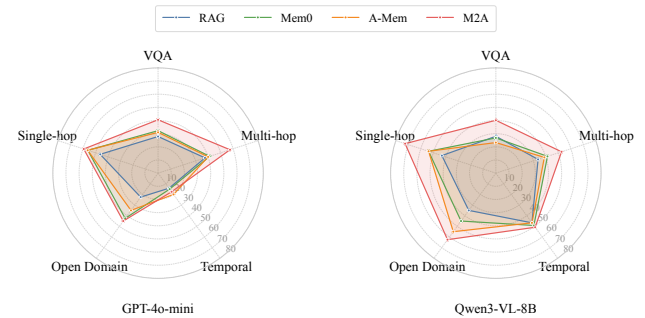 RAG Mem0 A-Mem M2A
VQA VQA
Single-hop Multi-hop Single-hop Multi-hop
10 10
20 20
30 30
40 40
50 50
60 60
70 70
80 80
Open Domain Temporal Open Domain Temporal
GPT-4o-mini Qwen3-VL-8B